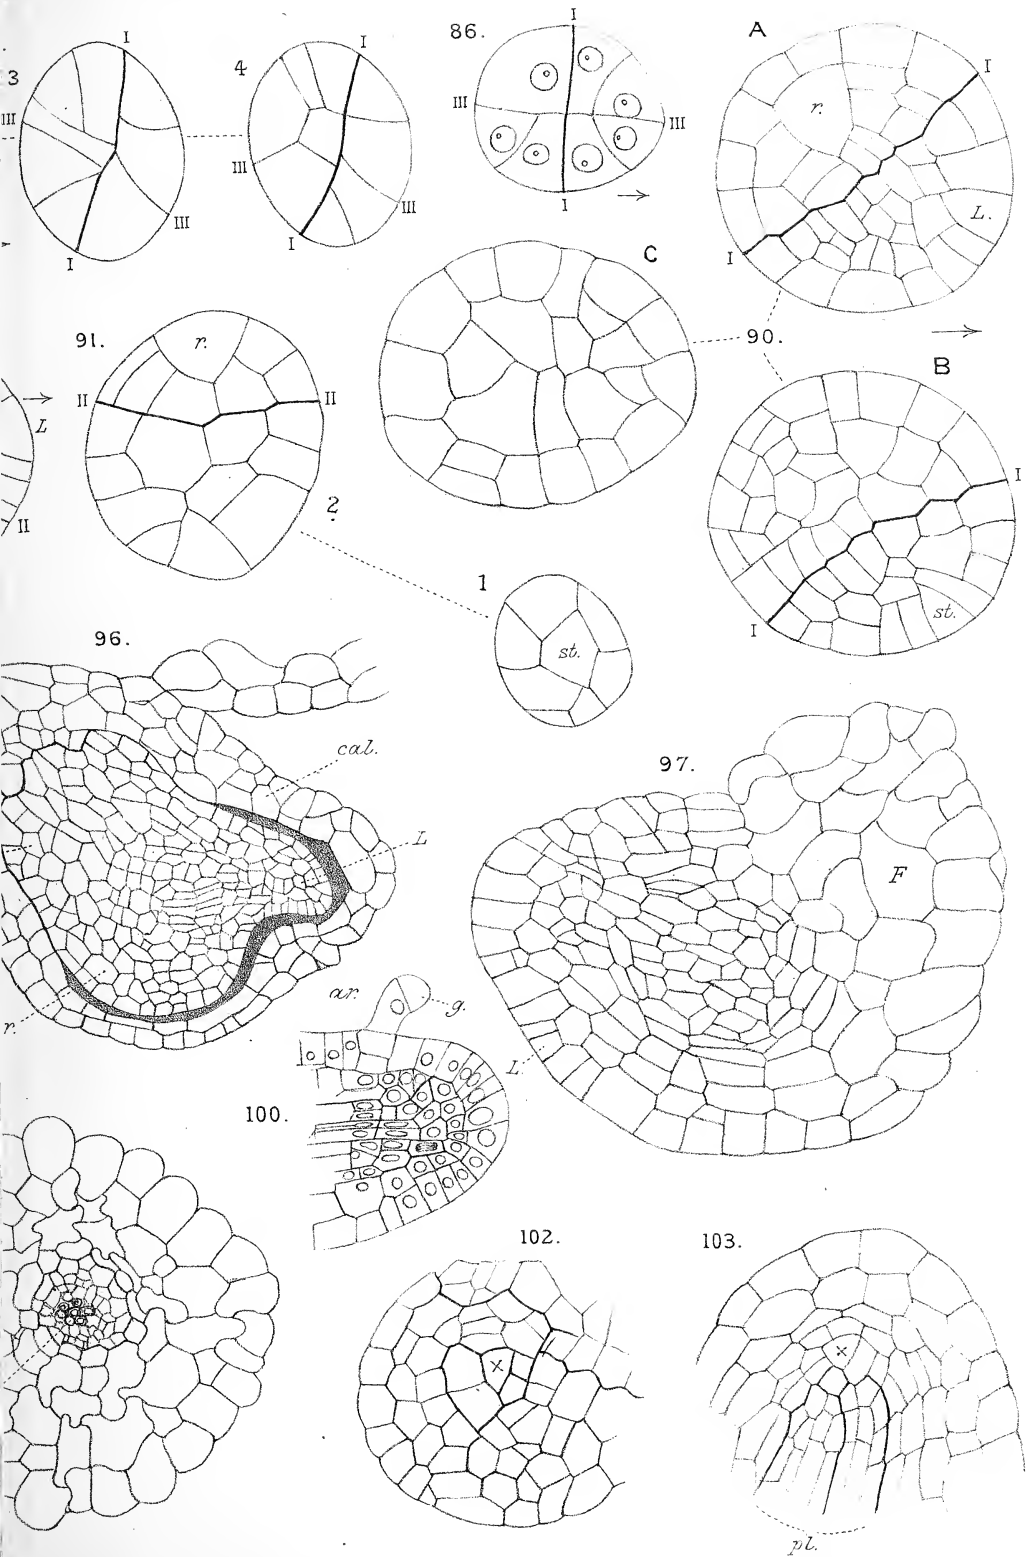 I
I
86.
I
A
I
3
4
III
III
III
r.
III
III
III
L.
I
I
I
I
C
90.
B
91.
r.
II
II
L
II
2
I
1
st.
st.
I
96.
cal.
97.
L
F
ar.
g.
r.
L
100.
102.
103.
x
x
pl.